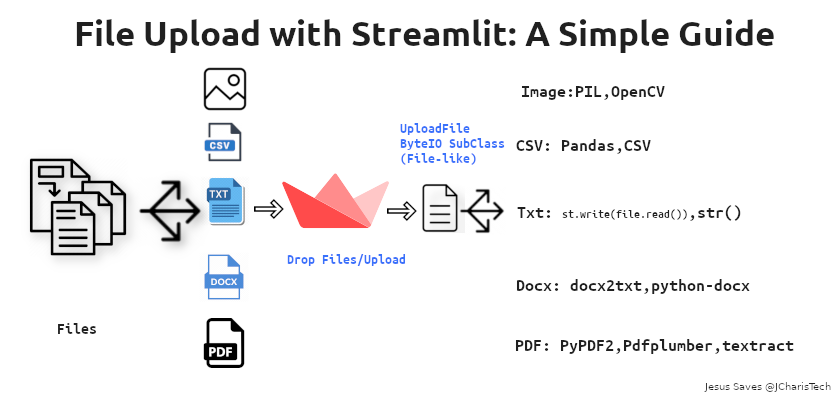 File Upload with Streamlit: A Simple Guide
Image:PIL,OpenCV
UploadFile
ByteIO SubClass
(File-like)
CSV
CSV: Pandas,CSV
TXT
Txt: st.write(file.read()),str()
Drop Files/Upload
DOCX
Docx: docx2txt,python-docx
Files
PDF
PDF: PyPDF2,Pdfplumber,textract
Jesus Saves @JCharisTech